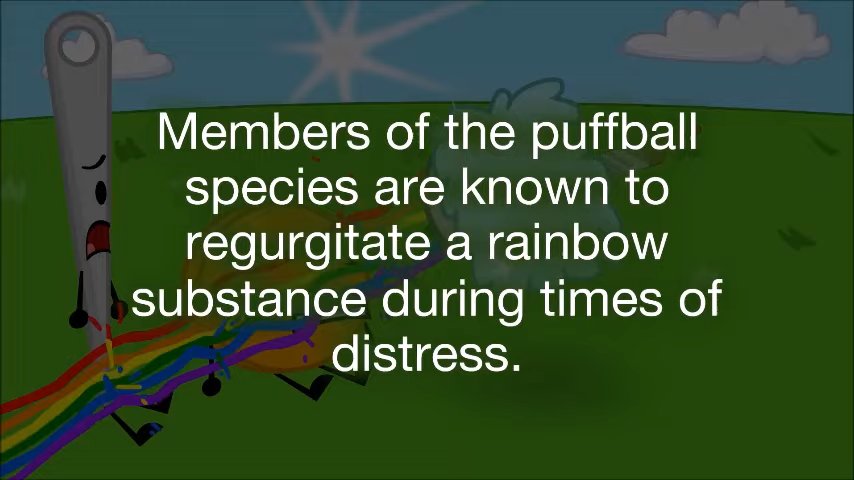 Members of the puffball
species are known to
regurgitate a rainbow
substance during times of
distress.